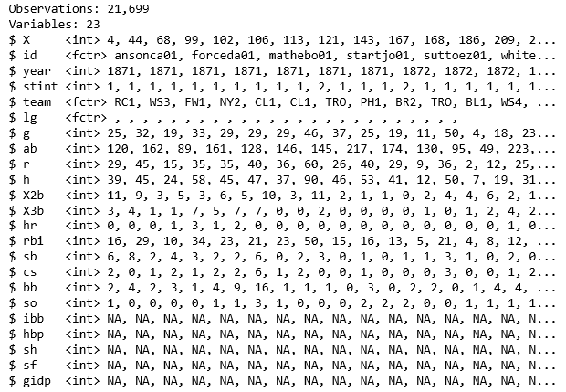 Observations: 21,699
Variables: 23
$ X <int> 4, 44, 68, 99, 102, 106, 113, 121, 143, 167, 168, 186, 209, 2...
$ id <fctr> ansonca01, forceda01, mathebo01, startjo01, suttoez01, white...
$ year <int> 1871, 1871, 1871, 1871, 1871, 1871, 1871, 1871, 1872, 1872, 1872, 1...
$ stint <int> 1, 1, 1, 1, 1, 1, 1, 1, 2, 1, 1, 1, 2, 1, 1, 1, 1, 1, 1...
$ team <fctr> RC1, WS3, FW1, NY2, CL1, CL1, TRO, PH1, BR2, TRO, BL1, WS4, ...
$ lg <fctr> , , , , , , , , , , , , , , , , , , , , , , , ,
$ g <int> 25, 32, 19, 33, 29, 29, 29, 46, 37, 25, 19, 11, 50, 4, 18, 23...
$ ab <int> 120, 162, 89, 161, 128, 146, 145, 217, 174, 130, 95, 49, 223,...
$ r <int> 29, 45, 15, 35, 35, 40, 36, 60, 26, 40, 29, 9, 36, 2, 12, 25,...
$ h <int> 39, 45, 24, 58, 45, 47, 37, 90, 46, 53, 41, 12, 50, 7, 19, 31...
$ X2b <int> 11, 9, 3, 5, 3, 6, 5, 10, 3, 11, 2, 1, 1, 0, 2, 4, 4, 6, 2, 1...
$ X3b <int> 3, 4, 1, 1, 7, 5, 7, 7, 0, 0, 2, 0, 0, 0, 0, 1, 0, 1, 2, 4, 2...
$ hr <int> 0, 0, 0, 1, 3, 1, 2, 0, 0, 0, 0, 0, 0, 0, 0, 0, 0, 0, 0, 1, 0...
$ rbi <int> 16, 29, 10, 34, 23, 21, 23, 50, 15, 16, 13, 5, 21, 4, 8, 12, ...
$ sb <int> 6, 8, 2, 4, 3, 2, 2, 6, 0, 2, 3, 0, 1, 0, 1, 1, 3, 1, 0, 2, 0...
$ cs <int> 2, 0, 1, 2, 1, 2, 2, 6, 1, 2, 0, 0, 1, 0, 0, 0, 3, 0, 0, 1, 2...
$ bb <int> 2, 4, 2, 3, 1, 4, 9, 16, 1, 1, 1, 0, 3, 0, 2, 2, 0, 1, 4, 4, ...
$ so <int> 1, 0, 0, 0, 0, 1, 1, 3, 1, 0, 0, 0, 2, 2, 2, 0, 0, 1, 1, 1, 1...
$ ibb <int> NA, NA, NA, NA, NA, NA, NA, NA, NA, NA, NA, NA, NA, NA, NA, N...
$ hbp <int> NA, NA, NA, NA, NA, NA, NA, NA, NA, NA, NA, NA, NA, NA, NA, N...
$ sh <int> NA, NA, NA, NA, NA, NA, NA, NA, NA, NA, NA, NA, NA, NA, NA, N...
$ sf <int> NA, NA, NA, NA, NA, NA, NA, NA, NA, NA, NA, NA, NA, NA, NA, N...
$ gidp <int> NA, NA, NA, NA, NA, NA, NA, NA, NA, NA, NA, NA, NA, NA, NA, N...